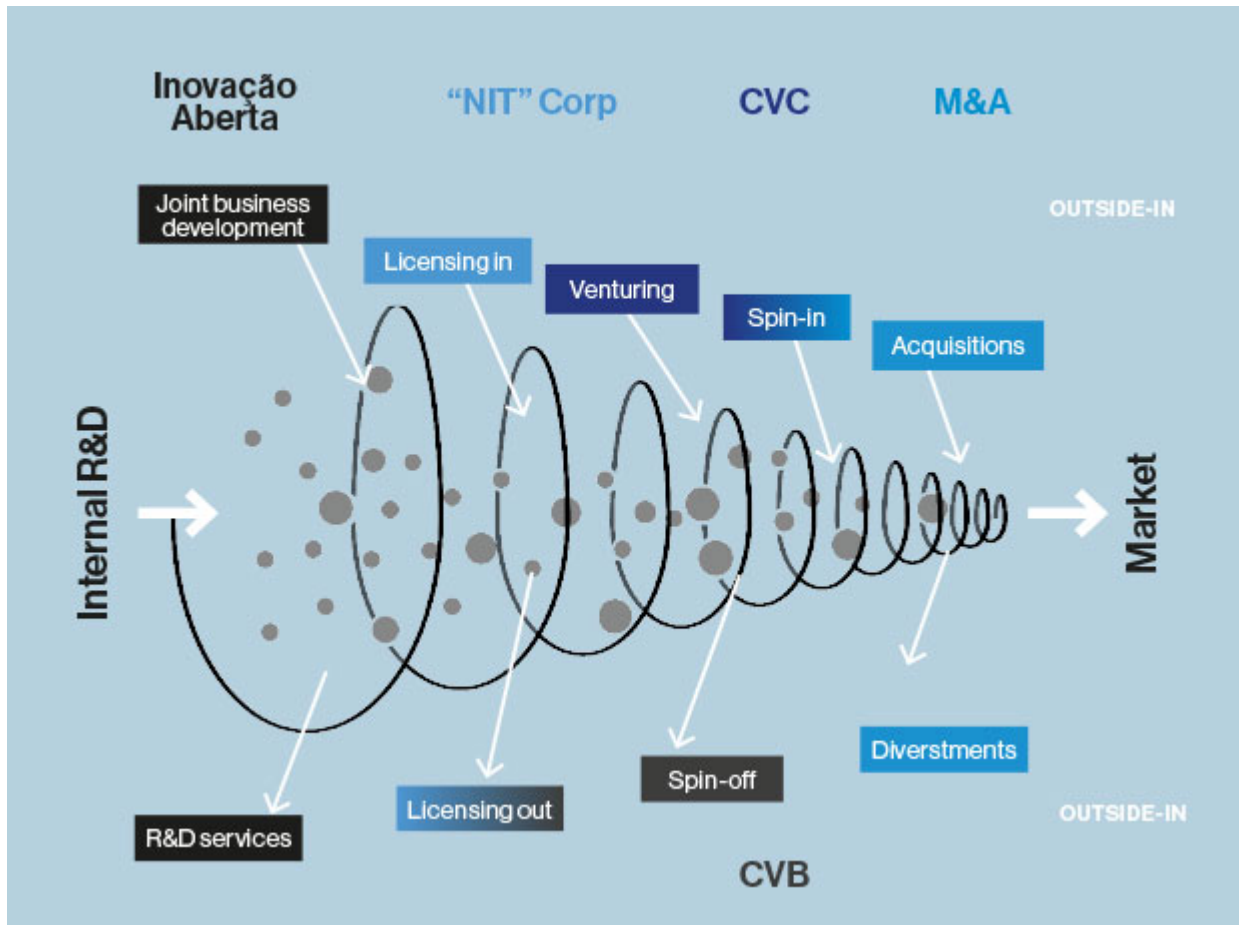 Inovação
Aberta
“NIT” Corp
CVC
M&A
Joint business
development
OUTSIDE-IN
Licensing in
Venturing
Spin-in
Acquisitions
Internal R&D
Market
Diverstments
Spin-off
Licensing out
R&D services
OUTSIDE-IN
CVB